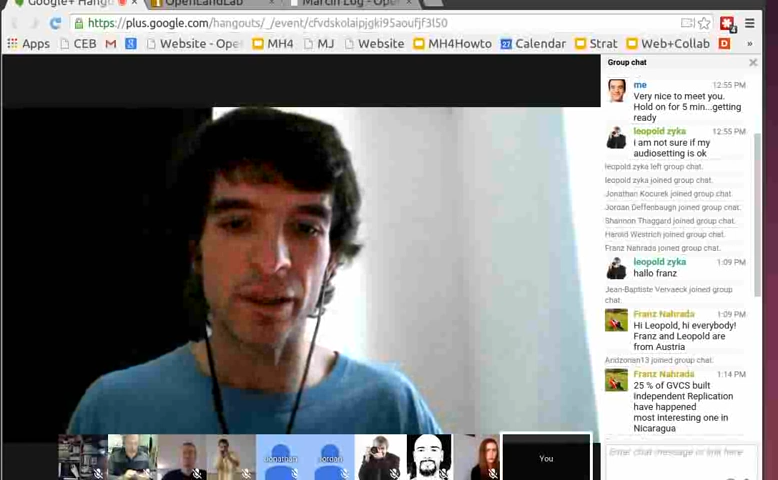 Google+ Hango
OpenLandLab
Marcin Log - Ope
https://plus.google.com/hangouts/_/event/cfvdskolaipjgki95aoufjf3l50
Apps CEB Website - Ope MH4 MJ Website MH4Howto Calendar Strat Web+Collab »
Group chat
me 12:55 PM
Very nice to meet you.
Hold on for 5 min...getting
ready
leopold zyka 12:55 PM
i am not sure if my
audiosetting is ok
leopold zyka left group chat.
leopold zyka joined group chat.
Jonathan Kocurek joined group chat.
Jordan Deffenbaugh joined group chat.
Shannon Thaggard joined group chat.
Harold Westrich joined group chat.
Franz Nahrada joined group chat.
leopold zyka 1:09 PM
hallo franz
Jean-Baptiste Vervaeck joined group
chat.
Franz Nahrada 1:09 PM
Hi Leopold, hi everybody!
Franz and Leopold are
from Austria
Aridzonan13 joined group chat.
Franz Nahrada 1:14 PM
25 % of GVCS built
Independent Replication
have happened
most interesting one in
Nicaragua
Enter chat message or link here
Jonathan
Jordan
You